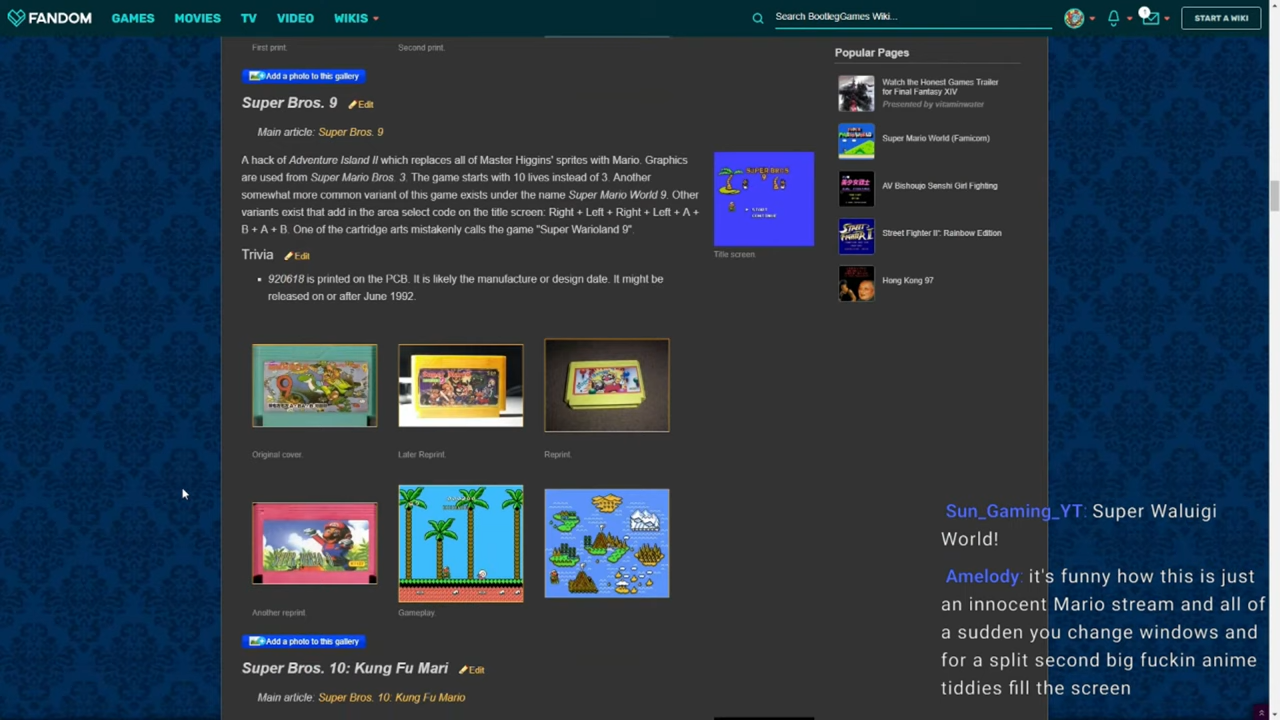 FANDOM GAMES MOVIES TV VIDEO WIKIS Search BootlegGames Wiki... 1 START A WIKI
First print. Second print.
Add a photo to this gallery
Super Bros. 9 Edit
Main article: Super Bros. 9
A hack of Adventure Island II which replaces all of Master Higgins' sprites with Mario. Graphics
are used from Super Mario Bros. 3. The game starts with 10 lives instead of 3. Another
somewhat more common variant of this game exists under the name Super Mario World 9. Other
variants exist that add in the area select code on the title screen: Right + Left + Right + Left + A +
B + A + B. One of the cartridge arts mistakenly calls the game "Super Warioland 9".
SUPER BROS
9
START
CONTINUE
Title screen
Trivia Edit
920618 is printed on the PCB. It is likely the manufacture or design date. It might be
released on or after June 1992.
9
Original cover.
Later Reprint.
Reprint.
Another reprint.
Gameplay.
Add a photo to this gallery
Super Bros. 10: Kung Fu Mari Edit
Main article: Super Bros. 10: Kung Fu Mario
Popular Pages
Watch the Honest Games Trailer
for Final Fantasy XIV
Presented by vitaminwater
Super Mario World (Famicom)
AV Bishoujo Senshi Girl Fighting
Street Fighter II': Rainbow Edition
Hong Kong 97
Sun_Gaming_YT: Super Waluigi
World!
Amelody: it's funny how this is just
an innocent Mario stream and all of
a sudden you change windows and
for a split second big fuckin anime
tiddies fill the screen